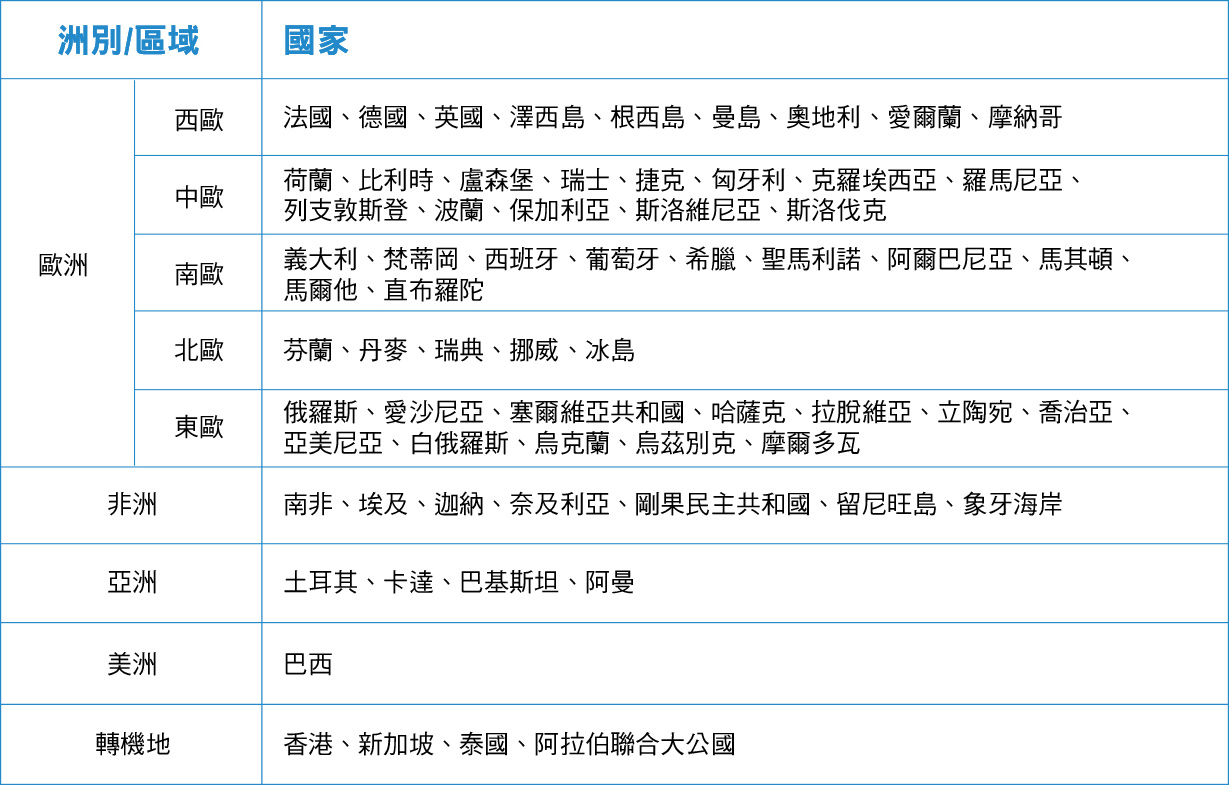 洲別/區域
國家
歐洲
西歐
法國、德國、英國、澤西島、根西島、曼島、奧地利、愛爾蘭、摩納哥
中歐
荷蘭、比利時、盧森堡、瑞士、捷克、匈牙利、克羅埃西亞、羅馬尼亞、
列支敦斯登、波蘭、保加利亞、斯洛維尼亞、斯洛伐克
南歐
義大利、梵蒂岡、西班牙、葡萄牙、希臘、聖馬利諾、阿爾巴尼亞、馬其頓、
馬爾他、直布羅陀
北歐
芬蘭、丹麥、瑞典、挪威、冰島
東歐
俄羅斯、愛沙尼亞、塞爾維亞共和國、哈薩克、拉脫維亞、立陶宛、喬治亞、
亞美尼亞、白俄羅斯、烏克蘭、烏茲別克、摩爾多瓦
非洲
南非、埃及、迦納、奈及利亞、剛果民主共和國、留尼旺島、象牙海岸
亞洲
土耳其、卡達、巴基斯坦、阿曼
美洲
巴西
轉機地
香港、新加坡、泰國、阿拉伯聯合大公國